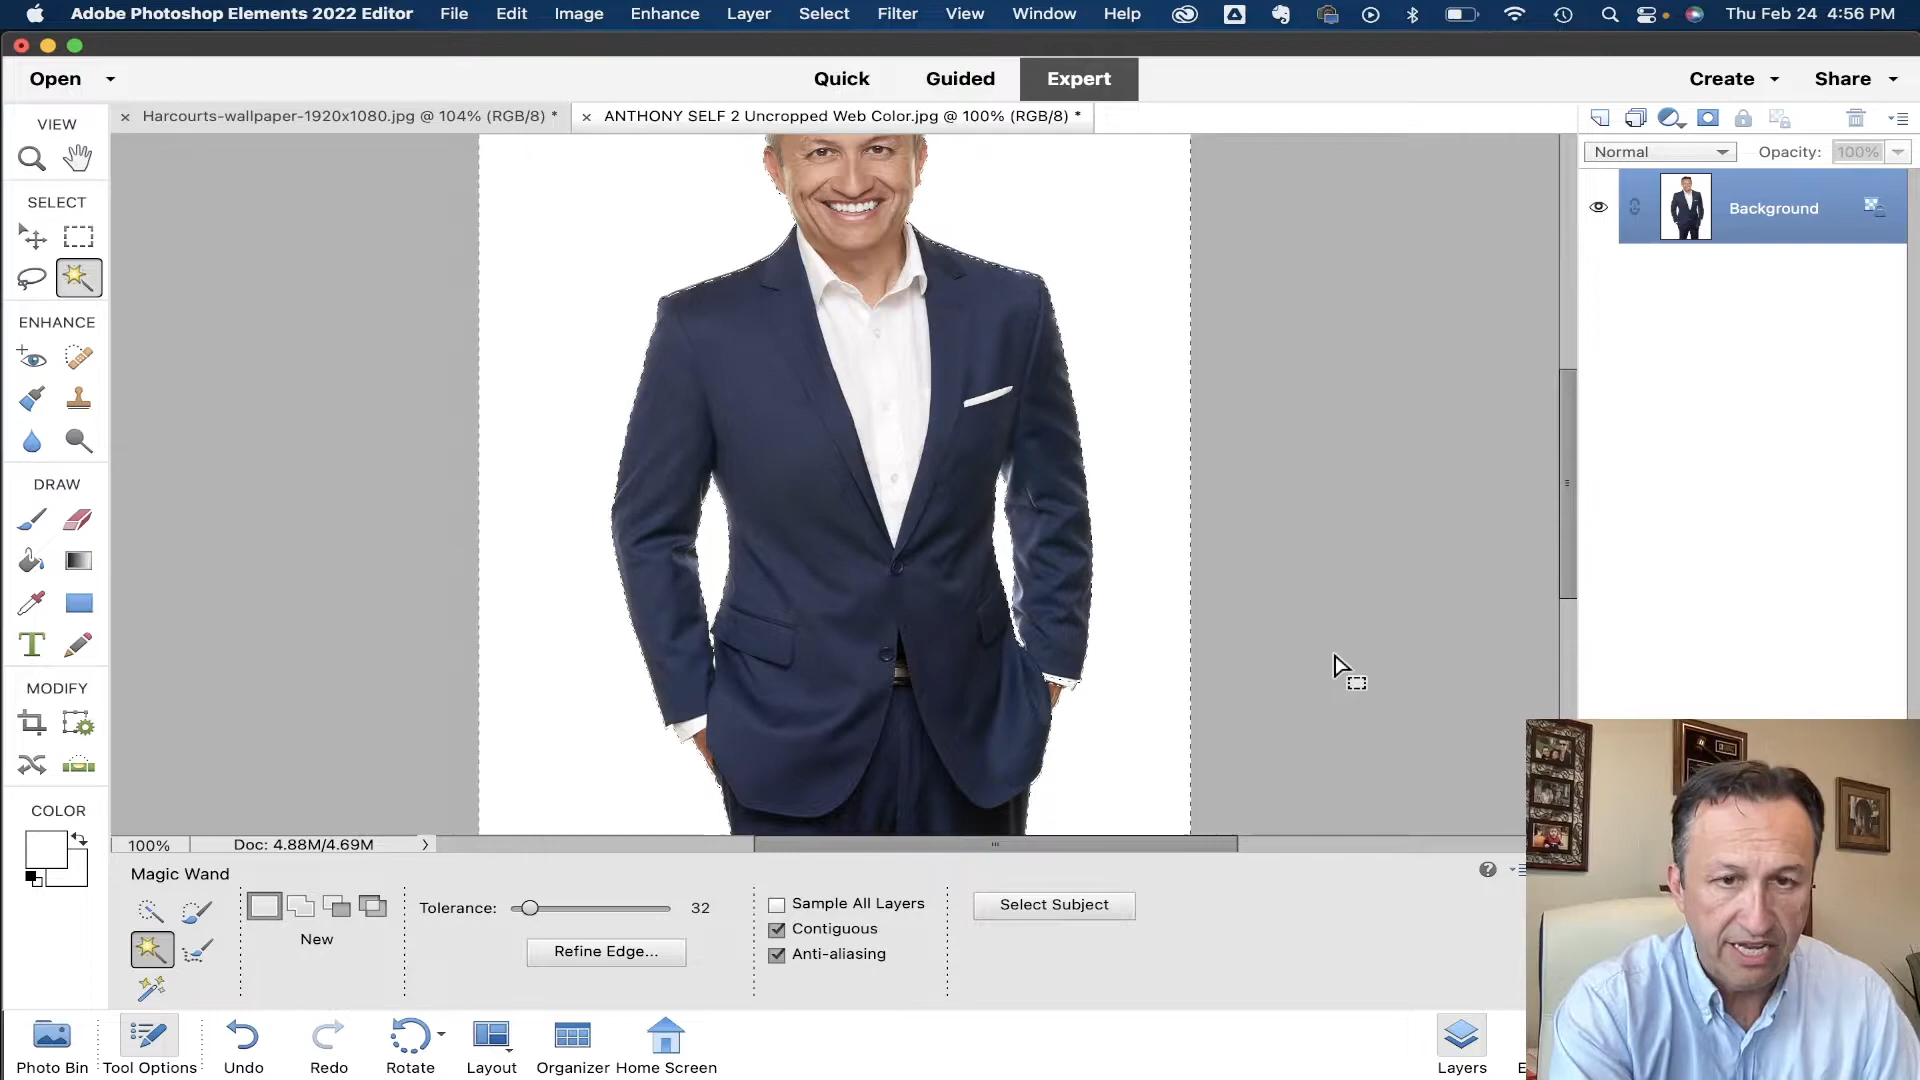 Adobe Photoshop Elements 2022 Editor File Edit Image Enhance Layer Select Filter View Window Help Thu Feb 24 4:56 PM
Open Quick Guided Expert Create Share
× Harcourts-wallpaper-1920x1080.jpg @ 104% (RGB/8) * × ANTHONY SELF 2 Uncropped Web Color.jpg @ 100% (RGB/8) *
VIEW
Normal Opacity: 100%
SELECT
Background
ENHANCE
DRAW
T
MODIFY
COLOR
100% Doc: 4.88M/4.69M
Magic Wand
New
Tolerance: 32
Refine Edge...
Sample All Layers
Contiguous
Anti-aliasing
Select Subject
Photo Bin Tool Options Undo Redo Rotate Layout Organizer Home Screen Layers